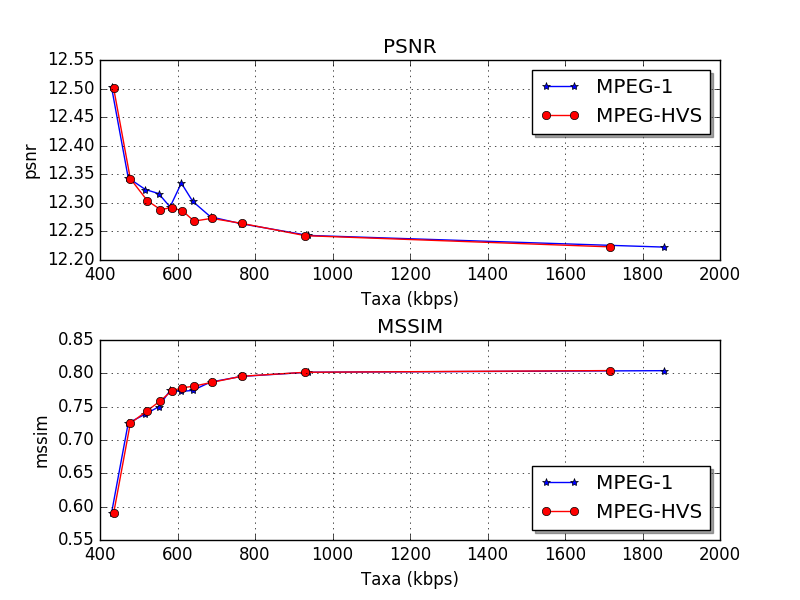 PSNR
12.55
12.50
12.45
12.40
12.35
12.30
12.25
12.20
psnr
MPEG-1
MPEG-HVS
400 600 800 1000 1200 1400 1600 1800 2000
Taxa (kbps)
MSSIM
0.85
0.80
0.75
0.70
0.65
0.60
0.55
mssim
MPEG-1
MPEG-HVS
400 600 800 1000 1200 1400 1600 1800 2000
Taxa (kbps)